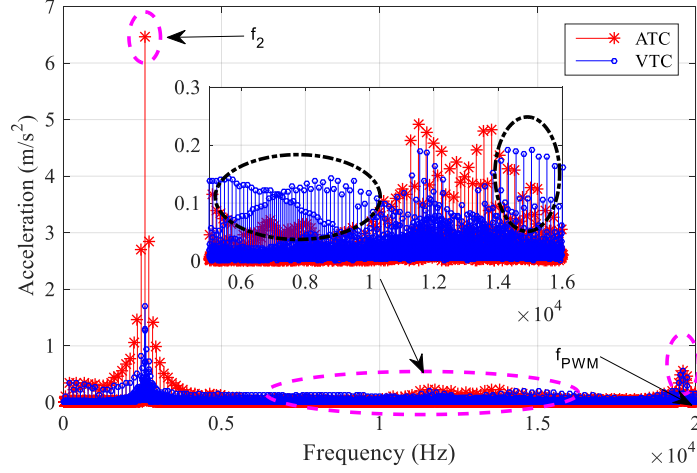 7
6
5
4
3
2
1
0
Acceleration (m/s²)
f₂
ATC
VTC
0.3
0.2
0.1
0
0.6 0.8 1 1.2 1.4 1.6
×10⁴
f_PWM
0 0.5 1 1.5 2
×10⁴
Frequency (Hz)